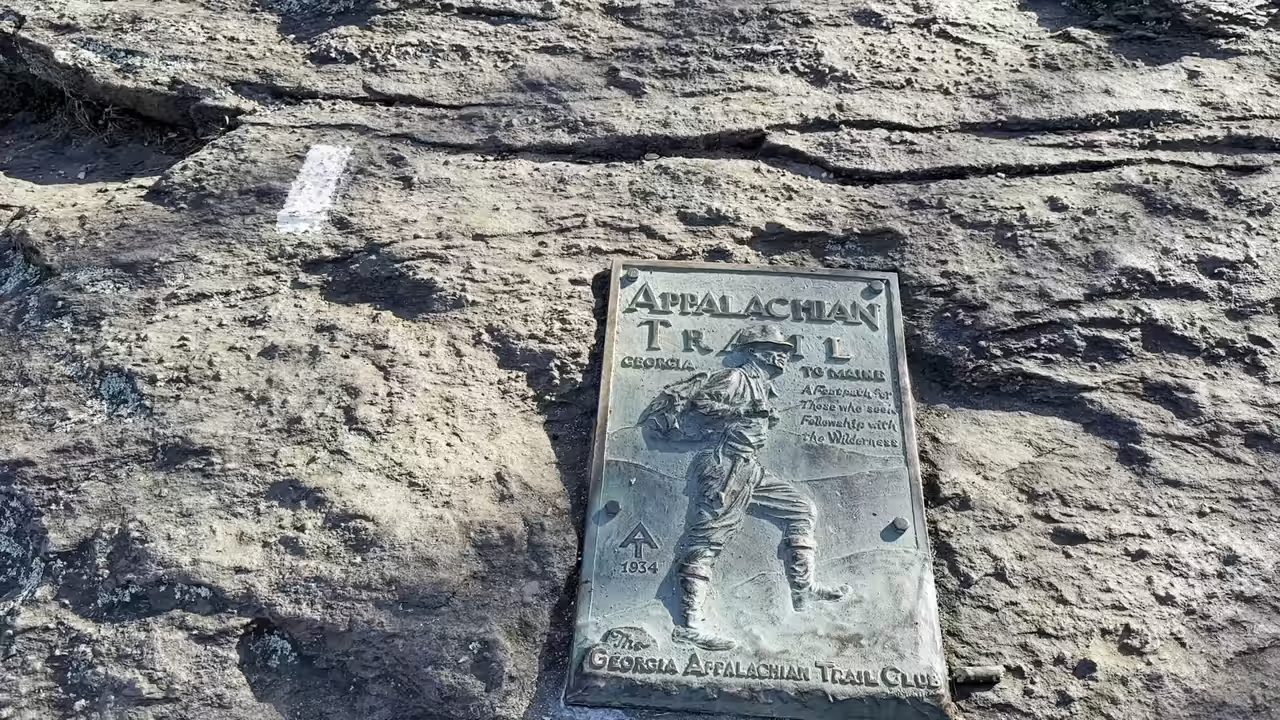 APPALACHIAN
TRAIL
GEORGIA TO MAINE
A Footpath for
Those who seek
Fellowship with
the Wilderness
1934
The
GEORGIA APPALACHIAN TRAIL CLUB